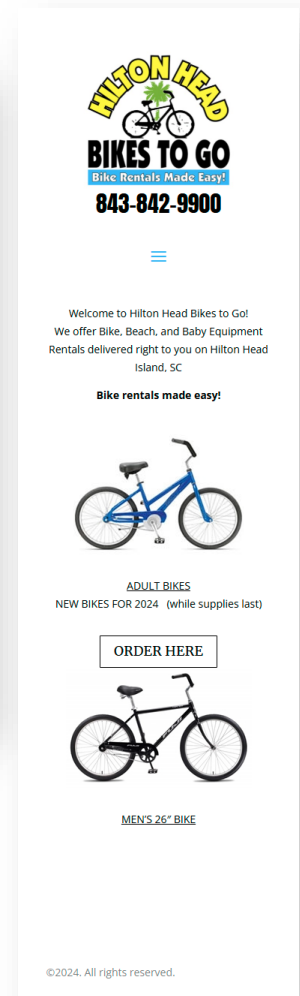 HILTON HEAD
BIKES TO GO
Bike Rentals Made Easy!
843-842-9900
Welcome to Hilton Head Bikes to Go!
We offer Bike, Beach, and Baby Equipment
Rentals delivered right to you on Hilton Head
Island, SC
Bike rentals made easy!
ADULT BIKES
NEW BIKES FOR 2024 (while supplies last)
ORDER HERE
MEN'S 26″ BIKE
©2024. All rights reserved.